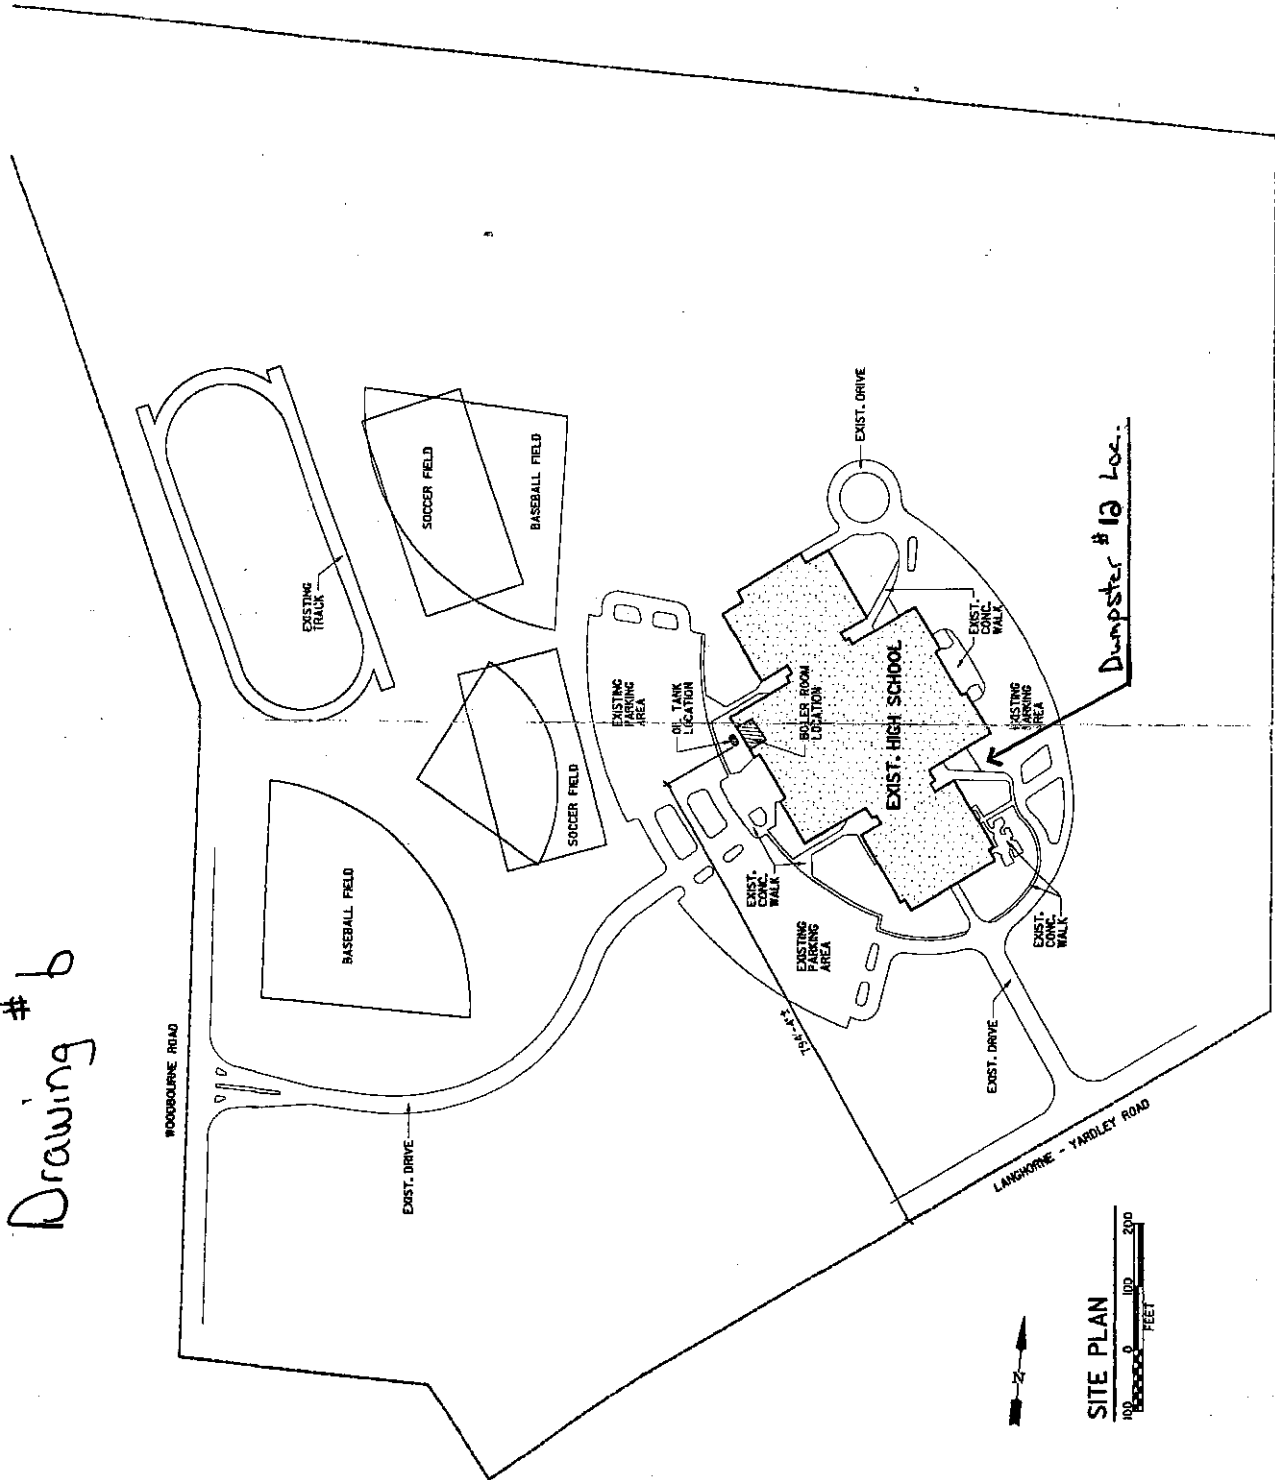 Drawing # 6
WOODBOURNE ROAD
EXISTING
TRACK
SOCCER FIELD
BASEBALL FIELD
SOCCER FIELD
BASEBALL FIELD
EXISTING
PARKING
AREA
OIL TANK
LOCATION
BOILER ROOM
LOCATION
EXIST. HIGH SCHOOL
EXIST. DRIVE
EXIST.
CONC.
WALK
EXISTING
PARKING
AREA
Dumpster #12 Loc.
EXIST.
CONC.
WALK
EXISTING
PARKING
AREA
EXIST.
CONC.
WALK
EXIST. DRIVE
EXIST. DRIVE
LANGHORNE - YARDLEY ROAD
N
SITE PLAN
100 0 100 200
FEET